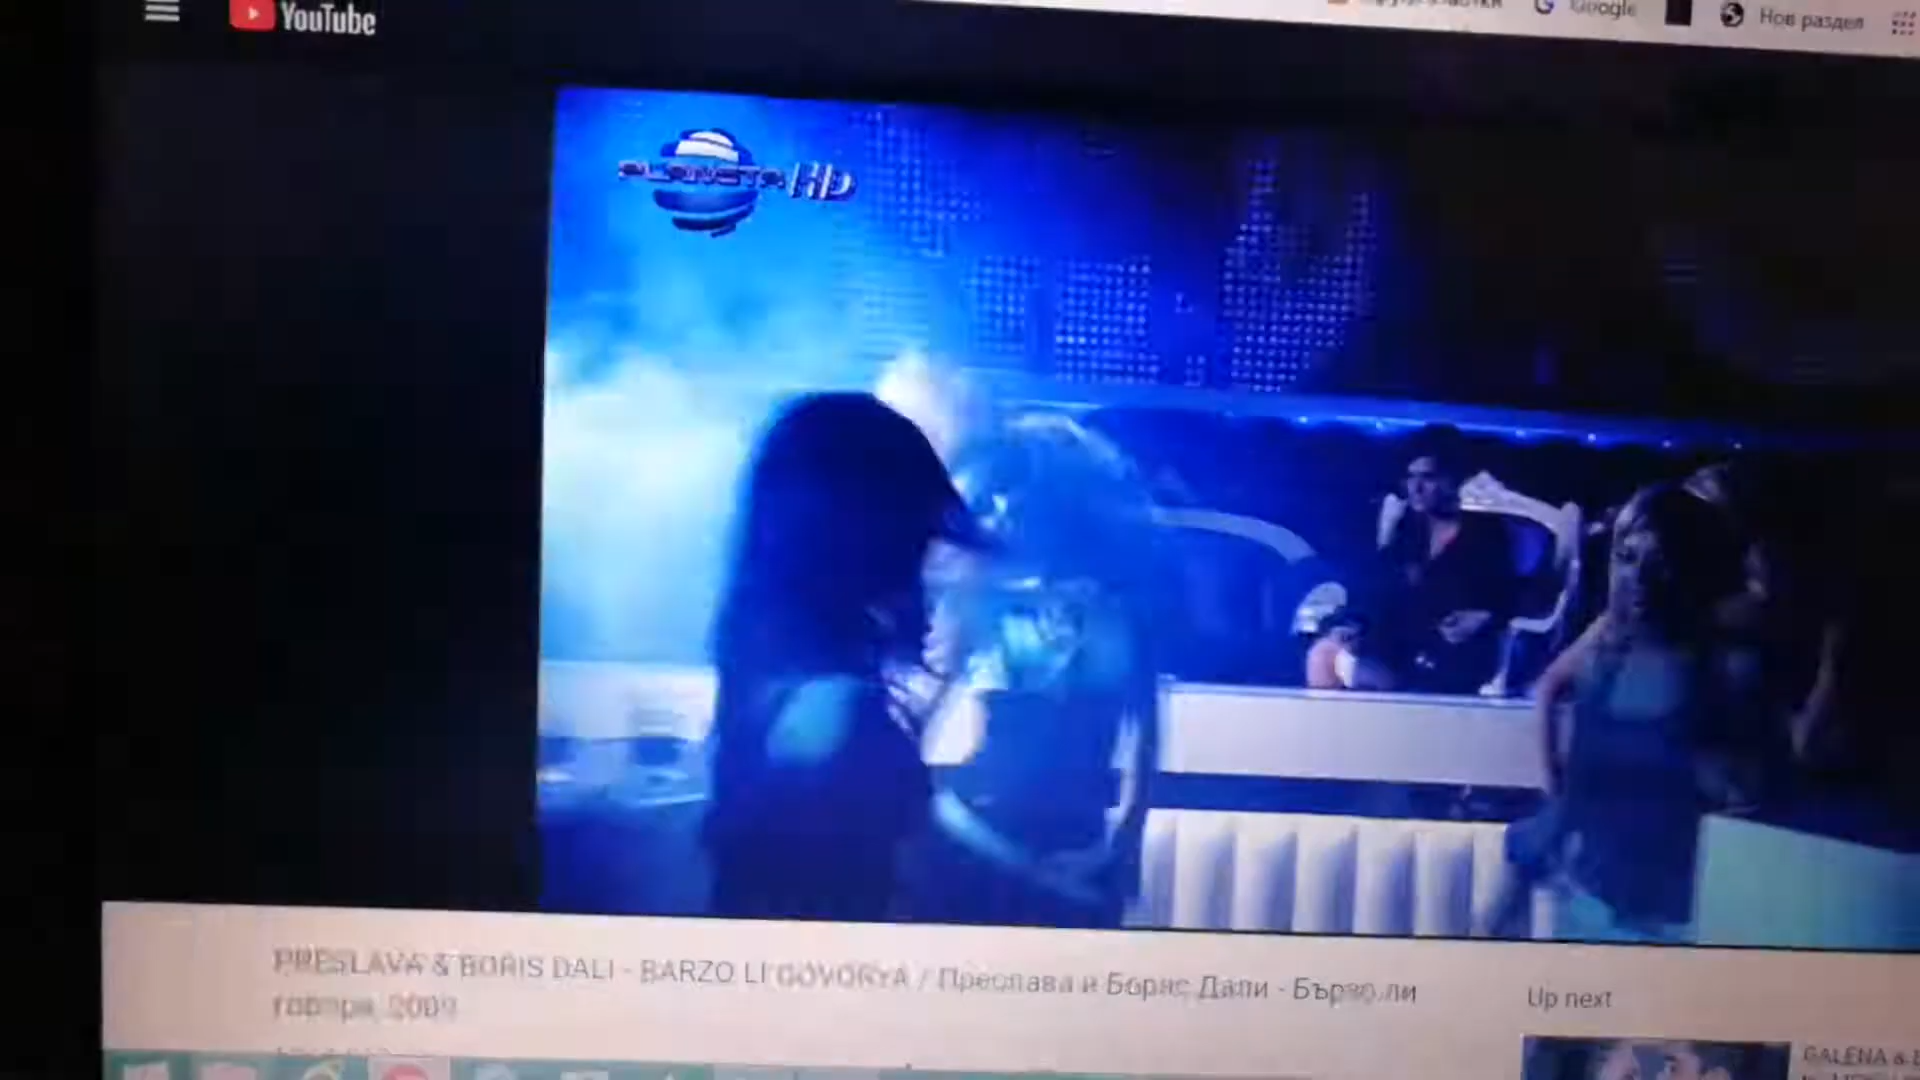 YouTube
Google
Нов раздел
PLANETA HD
PRESLAVA & BORIS DALI - BARZO LI GOVORYA / Преслава и Борис Дали - Бързо ли
говоря, 2009
Up next
GALENA &